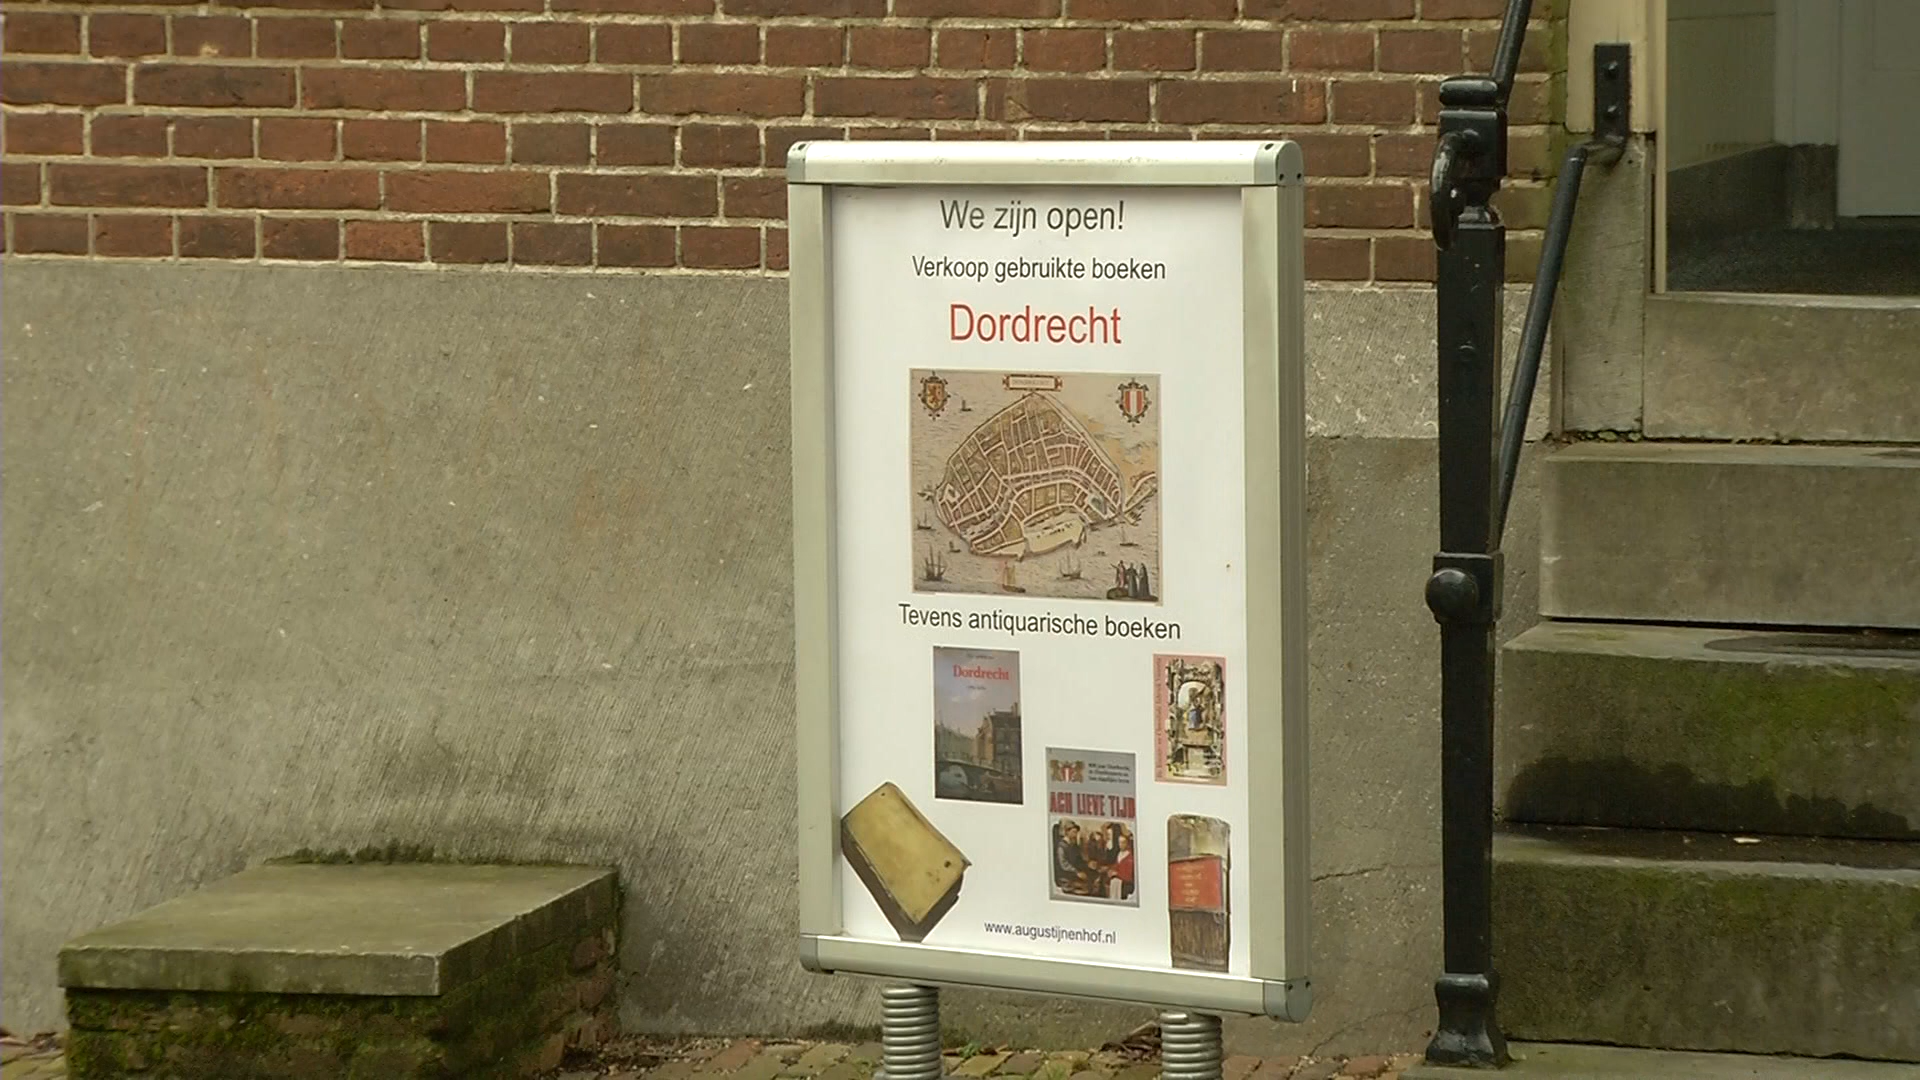 We zijn open!
Verkoop gebruikte boeken
Dordrecht
Tevens antiquarische boeken
Dordrecht
ACH LIEVE TIJD
www.augustijnenhof.nl